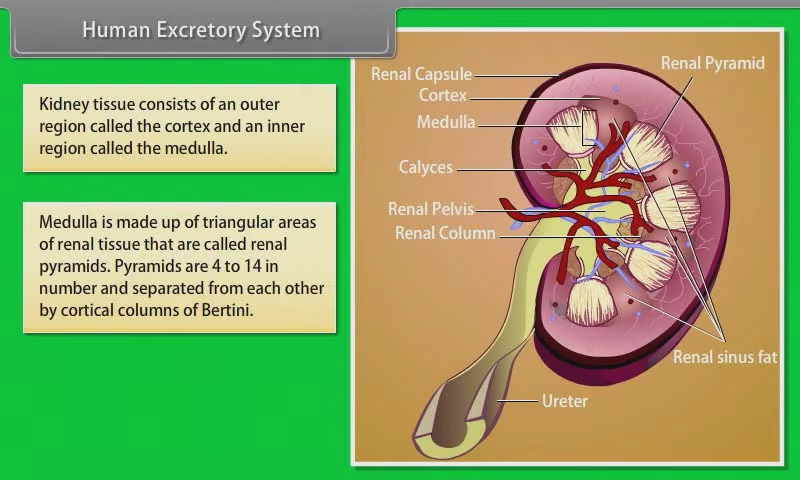 Human Excretory System
Kidney tissue consists of an outer
region called the cortex and an inner
region called the medulla.
Medulla is made up of triangular areas
of renal tissue that are called renal
pyramids. Pyramids are 4 to 14 in
number and separated from each other
by cortical columns of Bertini.
Renal Pyramid
Renal Capsule
Cortex
Medulla
Calyces
Renal Pelvis
Renal Column
Renal sinus fat
Ureter